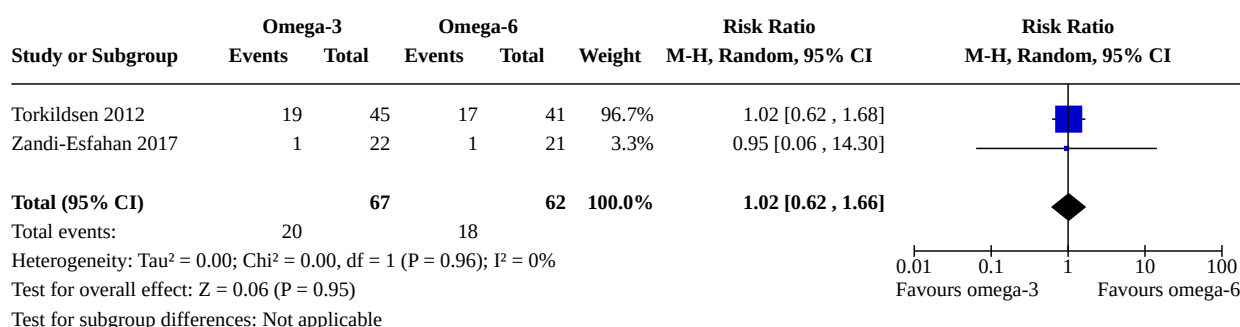 Omega-3 Omega-6 Risk Ratio Risk Ratio
Study or Subgroup Events Total Events Total Weight M-H, Random, 95% CI M-H, Random, 95% CI
Torkildsen 2012 19 45 17 41 96.7% 1.02 [0.62 , 1.68]
Zandi-Esfahan 2017 1 22 1 21 3.3% 0.95 [0.06 , 14.30]
Total (95% CI) 67 62 100.0% 1.02 [0.62 , 1.66]
Total events: 20 18
Heterogeneity: Tau² = 0.00; Chi² = 0.00, df = 1 (P = 0.96); I² = 0%
0.01 0.1 1 10 100
Test for overall effect: Z = 0.06 (P = 0.95) Favours omega-3 Favours omega-6
Test for subgroup differences: Not applicable